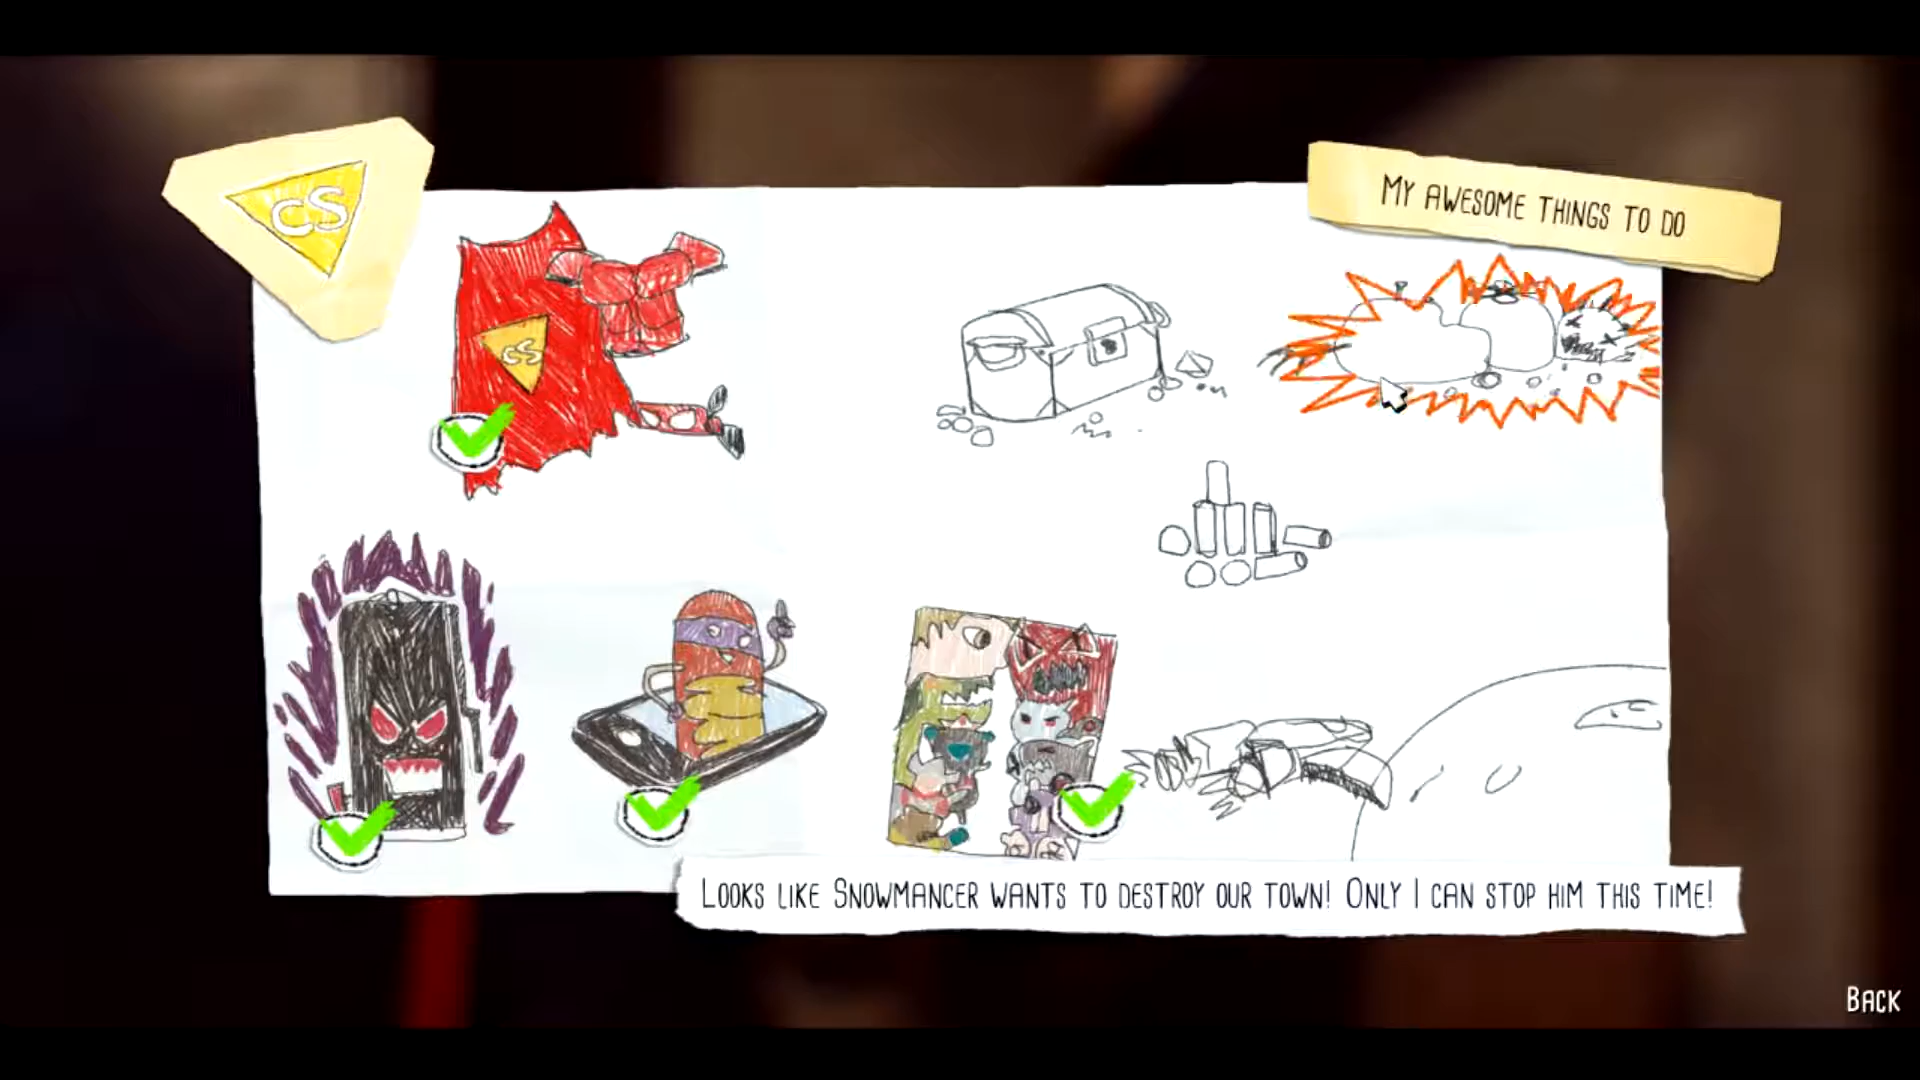 CS
MY AWESOME THINGS TO DO
CS
LOOKS LIKE SNOWMANCER WANTS TO DESTROY OUR TOWN! ONLY I CAN STOP HIM THIS TIME!
BACK